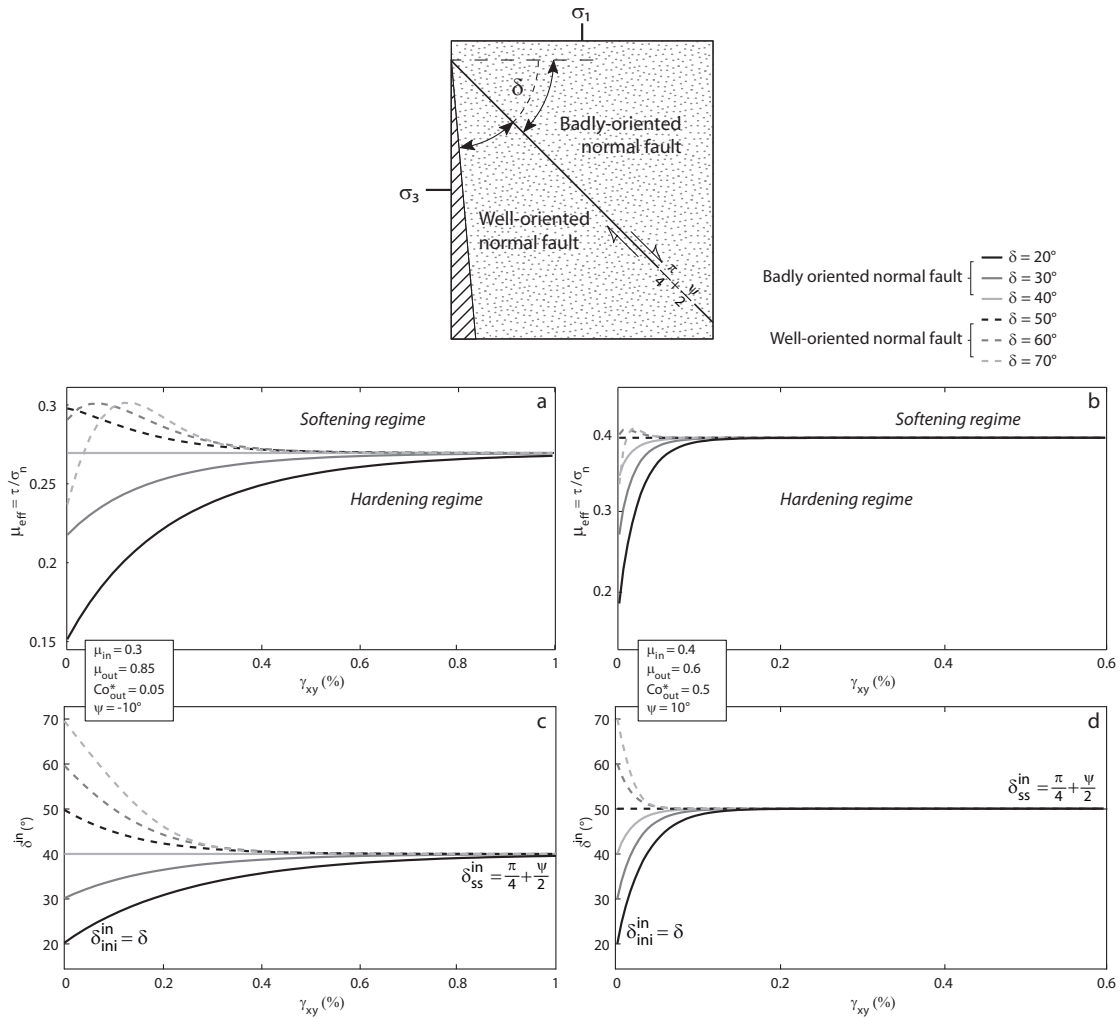 σ1
δ
Badly-oriented
normal fault
σ3
Well-oriented
normal fault
π/4 + ψ/2
δ = 20°
Badly oriented normal fault
δ = 30°
δ = 40°
δ = 50°
Well-oriented normal fault
δ = 60°
δ = 70°
a
Softening regime
Hardening regime
μeff = τ/σn
0.3
0.25
0.2
0.15
0
0.2
0.4
0.6
0.8
1
γxy (%)
μin = 0.3
μout = 0.85
Co*out = 0.05
ψ = -10°
b
Softening regime
Hardening regime
μeff = τ/σn
0.4
0.3
0.2
0.0
0.2
0.4
0.6
γxy (%)
μin = 0.4
μout = 0.6
Co*out = 0.5
ψ = 10°
c
δin (°)
70
60
50
40
30
20
δinss = π/4 + ψ/2
δinini = δ
0
0.2
0.4
0.6
0.8
1
γxy (%)
d
δin (°)
70
60
50
40
30
20
δinss = π/4 + ψ/2
δinini = δ
0
0.2
0.4
0.6
γxy (%)